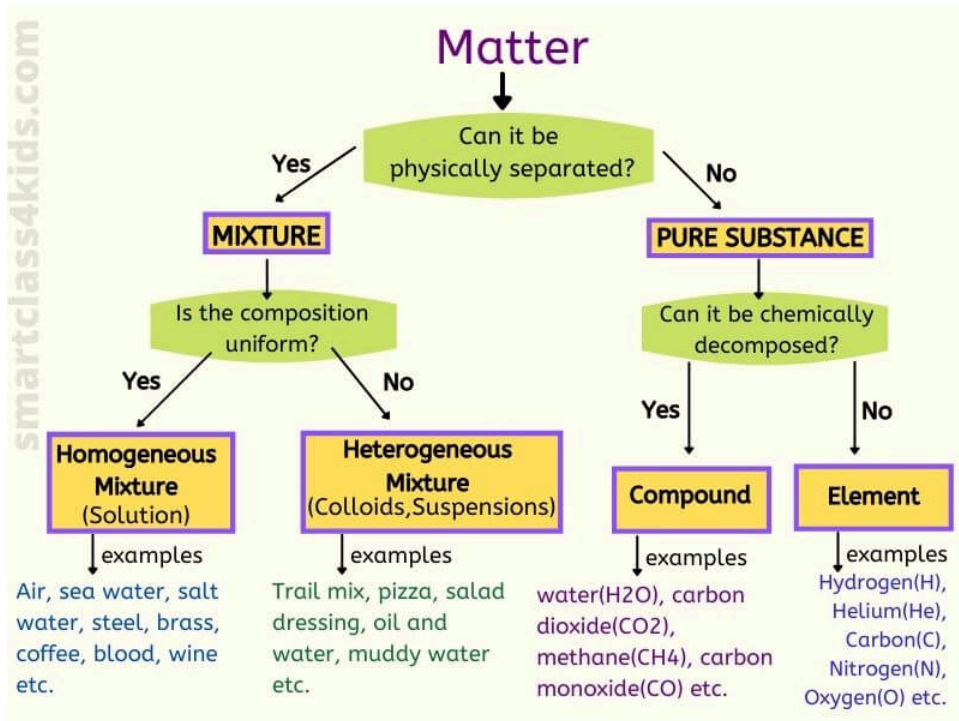 smartclass4kids.com
Matter
Can it be
physically separated?
Yes
No
MIXTURE
PURE SUBSTANCE
Is the composition
uniform?
Can it be chemically
decomposed?
Yes
No
Yes
No
Homogeneous
Mixture
(Solution)
Heterogeneous
Mixture
(Colloids,Suspensions)
Compound
Element
examples
examples
examples
examples
Air, sea water, salt
water, steel, brass,
coffee, blood, wine
etc.
Trail mix, pizza, salad
dressing, oil and
water, muddy water
etc.
water(H2O), carbon
dioxide(CO2),
methane(CH4), carbon
monoxide(CO) etc.
Hydrogen(H),
Helium(He),
Carbon(C),
Nitrogen(N),
Oxygen(O) etc.